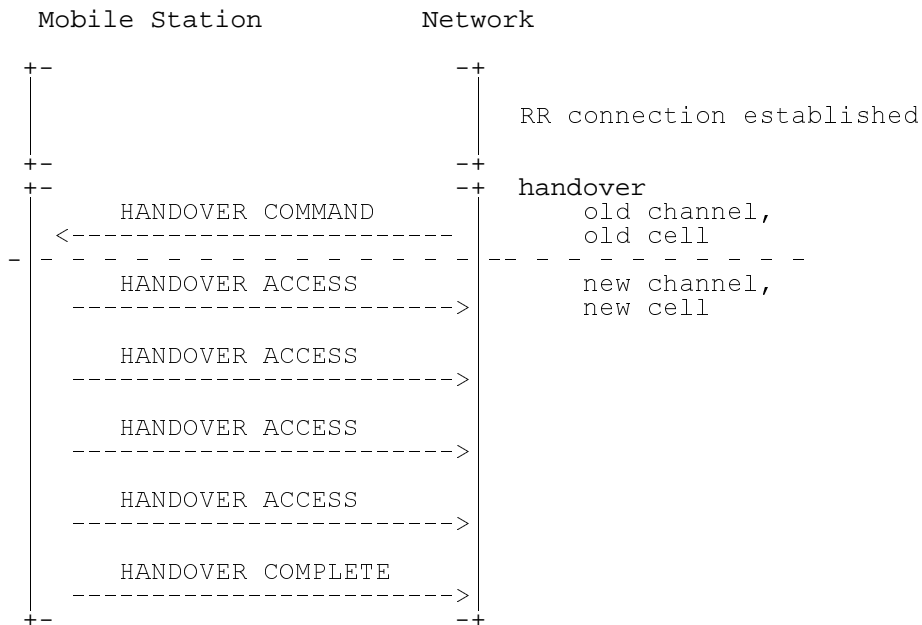 Mobile Station Network
RR connection established
handover
HANDOVER COMMAND old channel,
old cell
HANDOVER ACCESS new channel,
new cell
HANDOVER ACCESS
HANDOVER ACCESS
HANDOVER ACCESS
HANDOVER COMPLETE